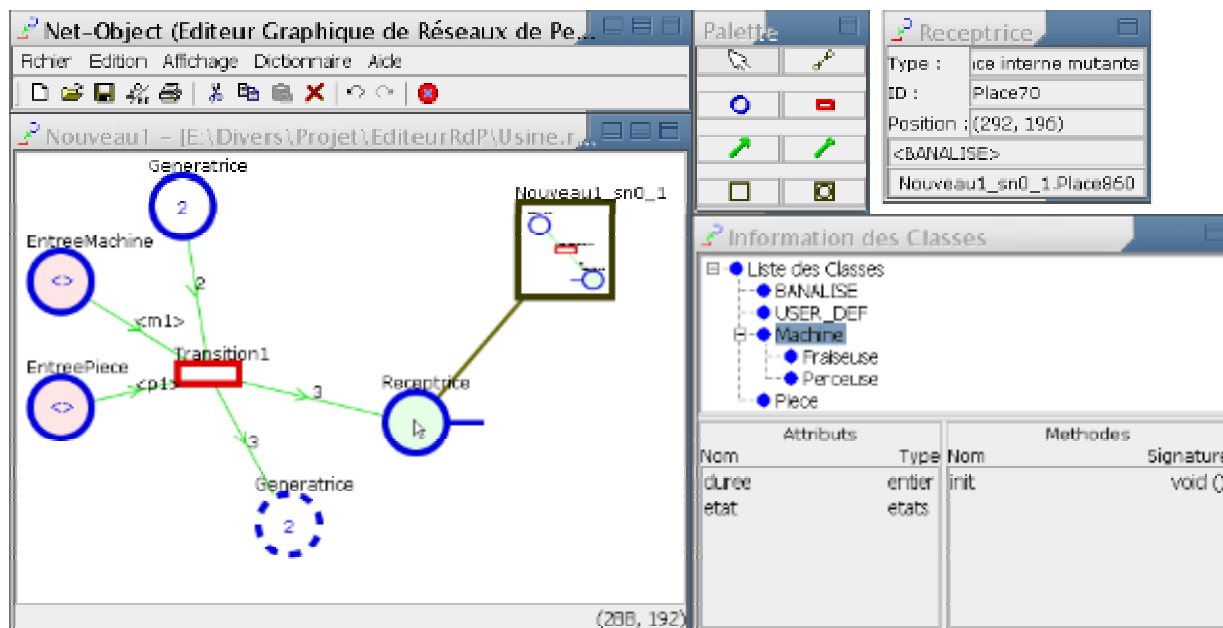 Net-Object (Editeur Graphique de Réseaux de Pe...
Fichier Edition Affichage Dictionnaire Aide
Nouveau1 - [E:\Divers\Projet\EditeurRdP\Usine.r...
Generatrice
2
Nouveau1_sn0_1
EntreeMachine
<>
2
<m1>
Transition1
EntreePiece
<>
<p1>
3
Receptrice
3
Generatrice
2
(288, 192)
Palette
Receptrice
Type : ice interne mutante
ID : Place70
Position : (292, 196)
<BANALISE>
Nouveau1_sn0_1.Place860
Information des Classes
Liste des Classes
BANALISE
USER_DEF
Machine
Fraiseuse
Perceuse
Piece
Attributs
Nom Type
duree entier
etat etats
Methodes
Nom Signature
init void ()